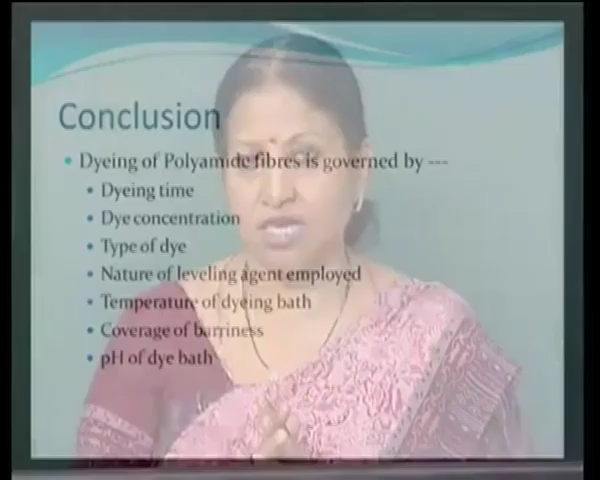 Conclusion
• Dyeing of Polyamide fibres is governed by ---
• Dyeing time
• Dye concentration
• Type of dye
• Nature of leveling agent employed
• Temperature of dyeing bath
• Coverage of barriness
• pH of dye bath